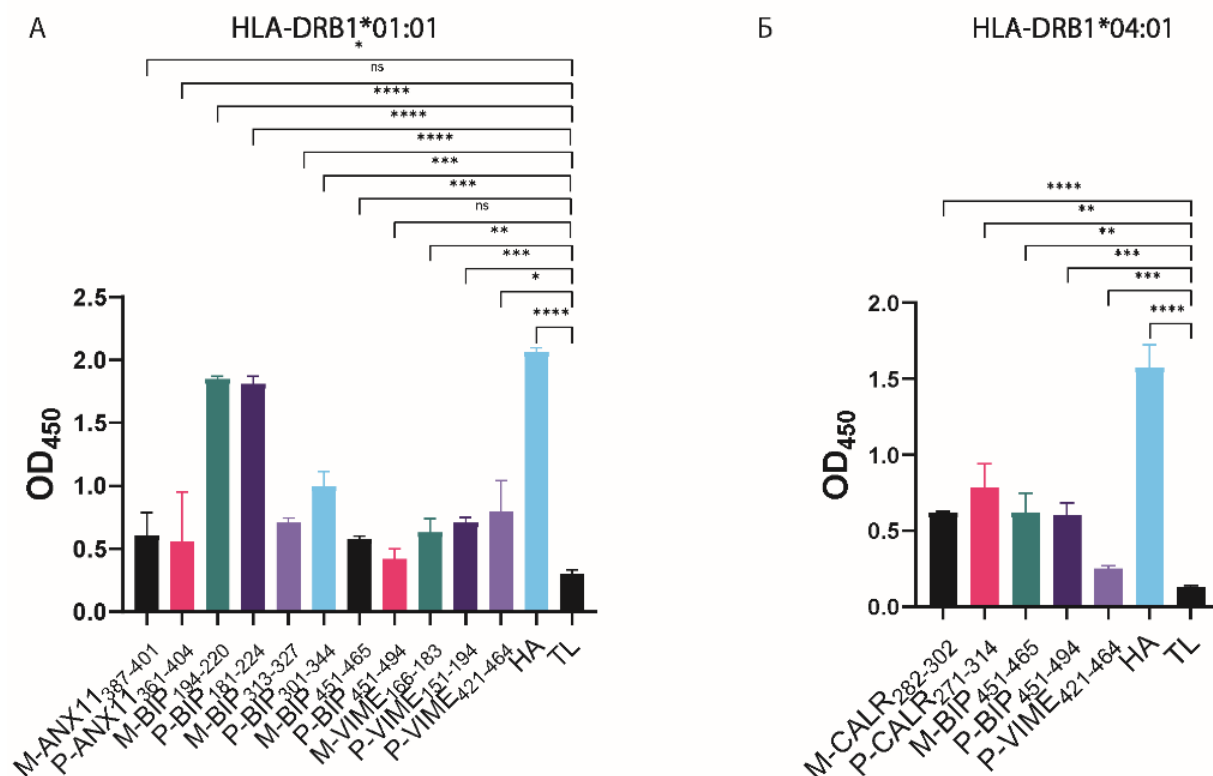 А
HLA-DRB1*01:01
*
ns
****
****
****
***
***
ns
**
***
*
****
2.5
2.0
1.5
1.0
0.5
0.0
OD450
M-ANX11387-401
P-ANX11361-404
M-BIP194-220
P-BIP181-224
M-BIP313-327
P-BIP301-344
M-BIP451-465
P-BIP451-494
M-VIME166-183
P-VIME151-194
P-VIME421-464
HA
TL
Б
HLA-DRB1*04:01
****
**
**
***
***
****
2.0
1.5
1.0
0.5
0.0
OD450
M-CALR282-302
P-CALR271-314
M-BIP451-465
P-BIP451-494
P-VIME421-464
HA
TL